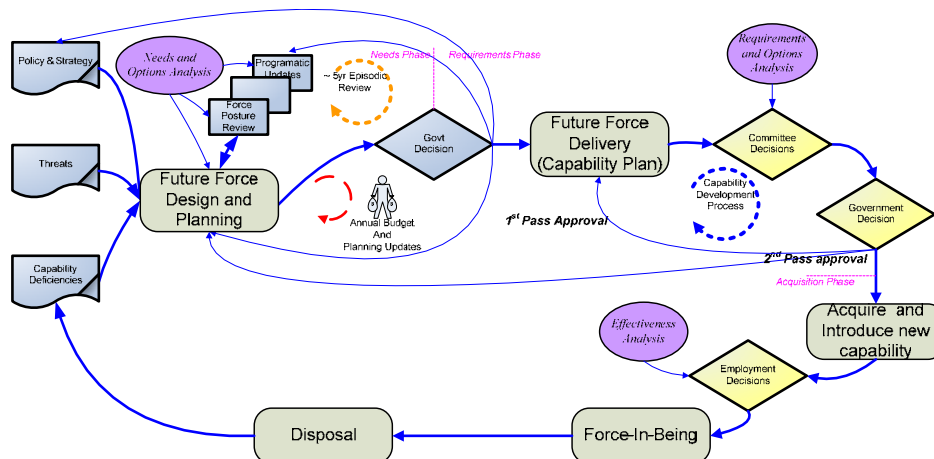 Policy & Strategy
Needs and
Options Analysis
Programatic
Updates
Force
Posture
Review
~ 5yr Episodic
Review
Needs Phase
Requirements Phase
Requirements
and Options
Analysis
Threats
Future Force
Design and
Planning
Govt
Decision
Future Force
Delivery
(Capability Plan)
Committee
Decisions
Annual Budget
And
Planning Updates
1st Pass Approval
Capability
Development
Process
Government
Decision
Capability
Deficiencies
2nd Pass approval
Acquisition Phase
Effectiveness
Analysis
Acquire and
Introduce new
capability
Employment
Decisions
Disposal
Force-In-Being